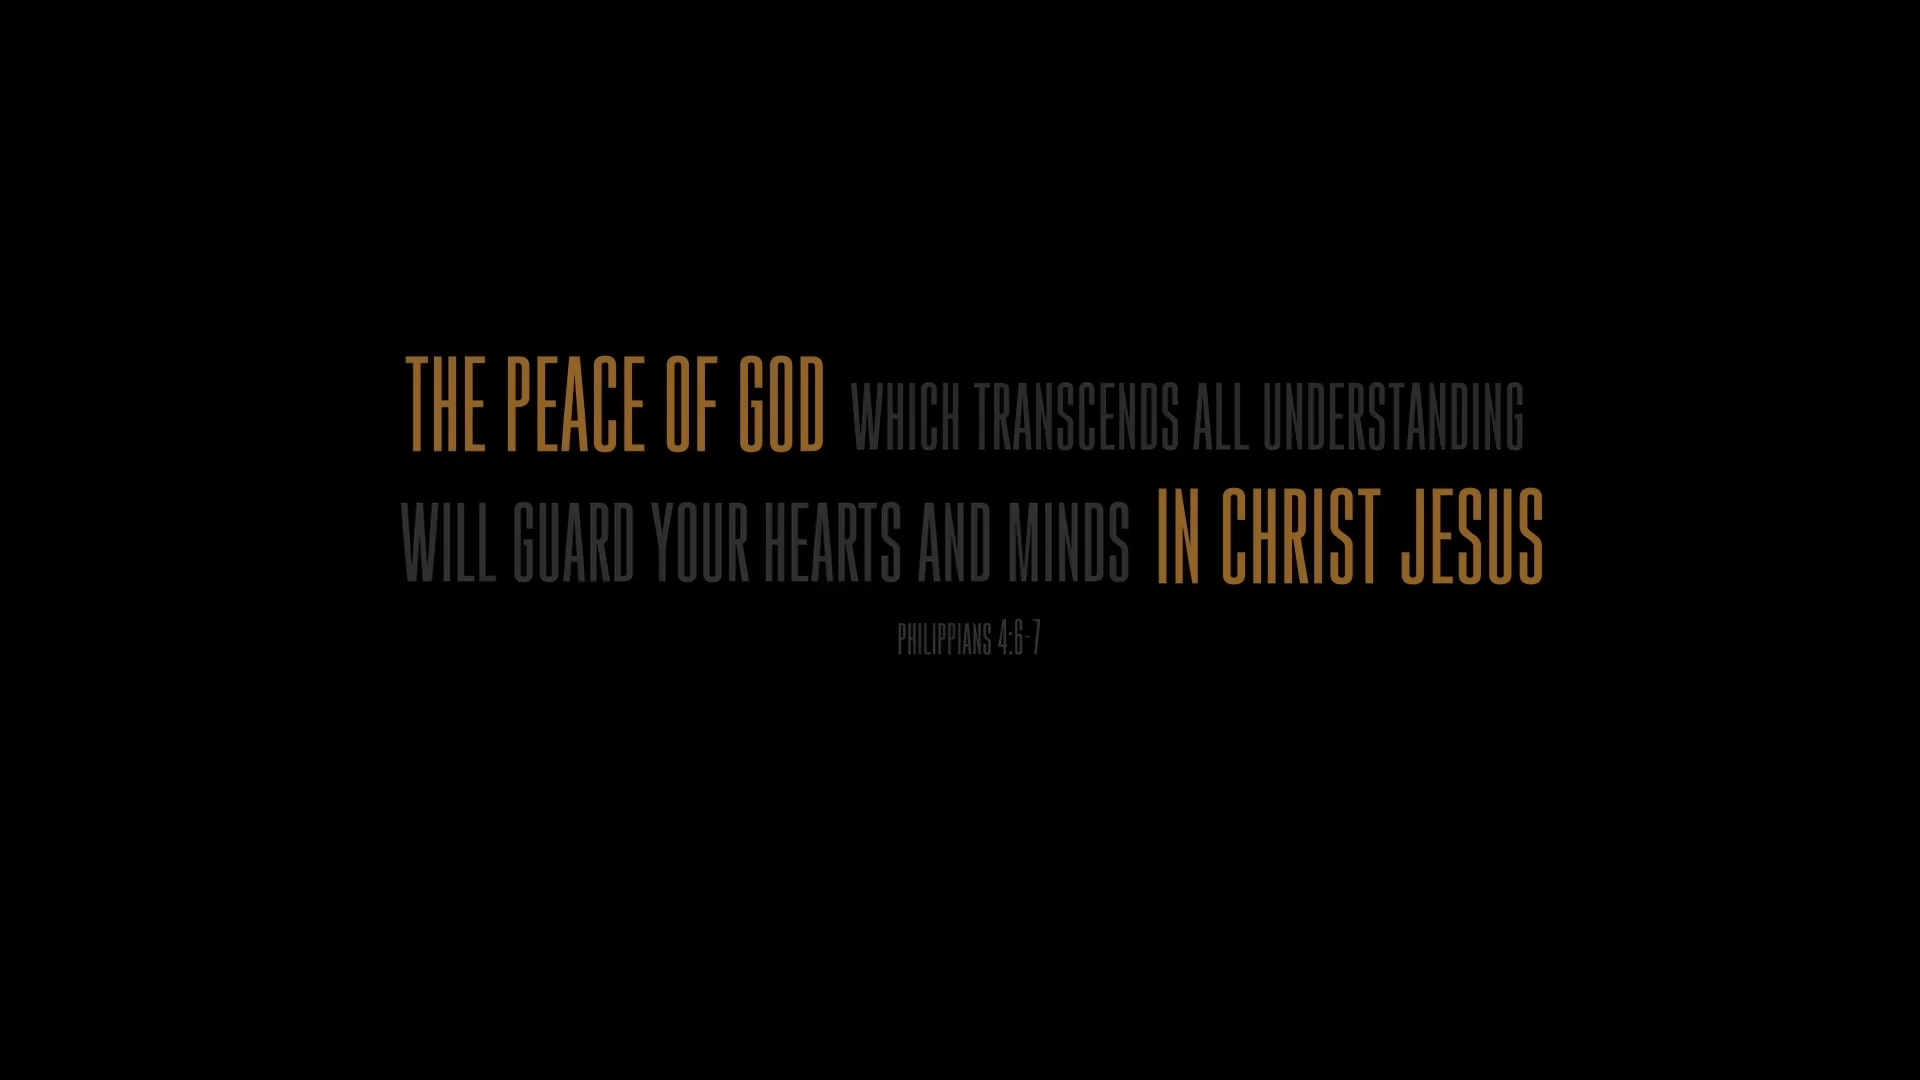 THE PEACE OF GOD WHICH TRANSCENDS ALL UNDERSTANDING
WILL GUARD YOUR HEARTS AND MINDS IN CHRIST JESUS
PHILIPPIANS 4:6-7